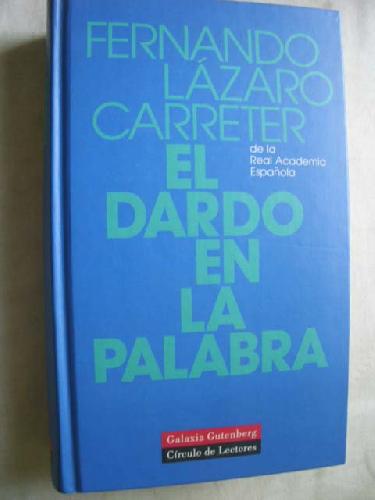 FERNANDO
LÁZARO
CARRETER
de la
Real Academia
Española
EL
DARDO
EN
LA
PALABRA
Galaxia Gutenberg
Círculo de Lectores